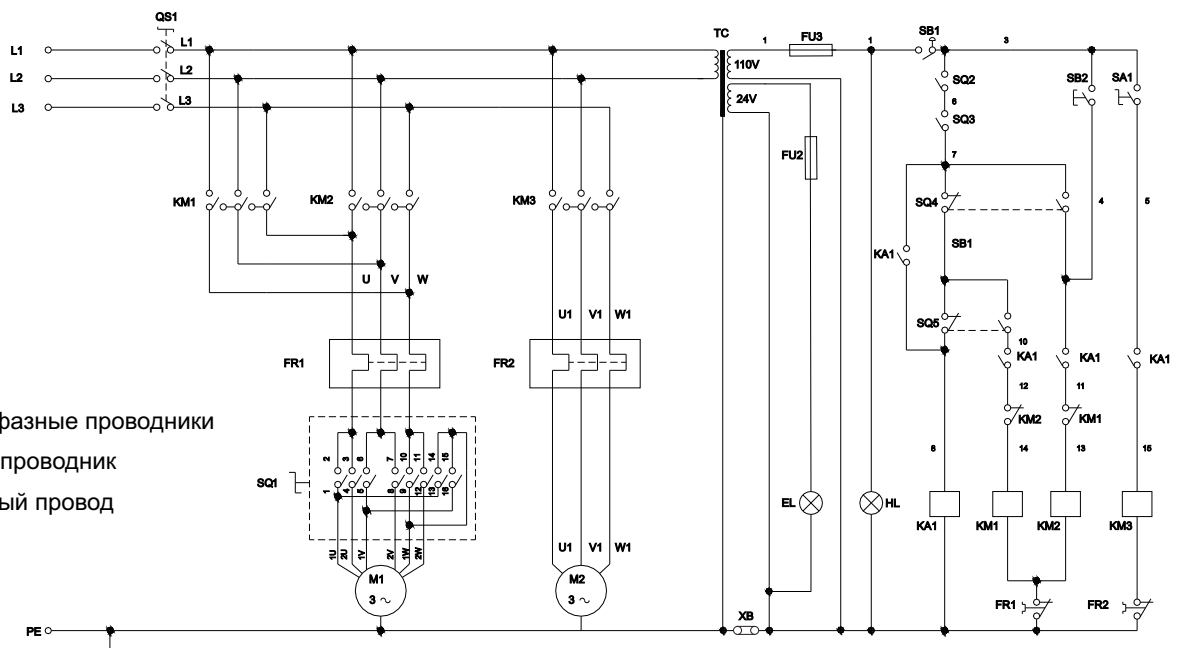 QS1
L1
L1
L2
L2
L3
L3
TC
1
FU3
1
SB1
3
110V
24V
SQ2
6
SQ3
7
SB2
SA1
FU2
KM1
KM2
KM3
SQ4
4
5
SB1
KA1
U V W
U1 V1 W1
SQ5
10
KA1
KA1
KA1
FR1
FR2
12
11
KM2
KM1
фазные проводники
проводник
ый провод
2 3 6 7 10 11 14 15
SQ1
1 4 5 8 9 12 13 16
6
14
13
15
EL
HL
KA1
KM1
KM2
KM3
1U 2U 1V 2V 1W 2W
U1 V1 W1
M1
3 ~
M2
3 ~
FR1
FR2
XB
PE